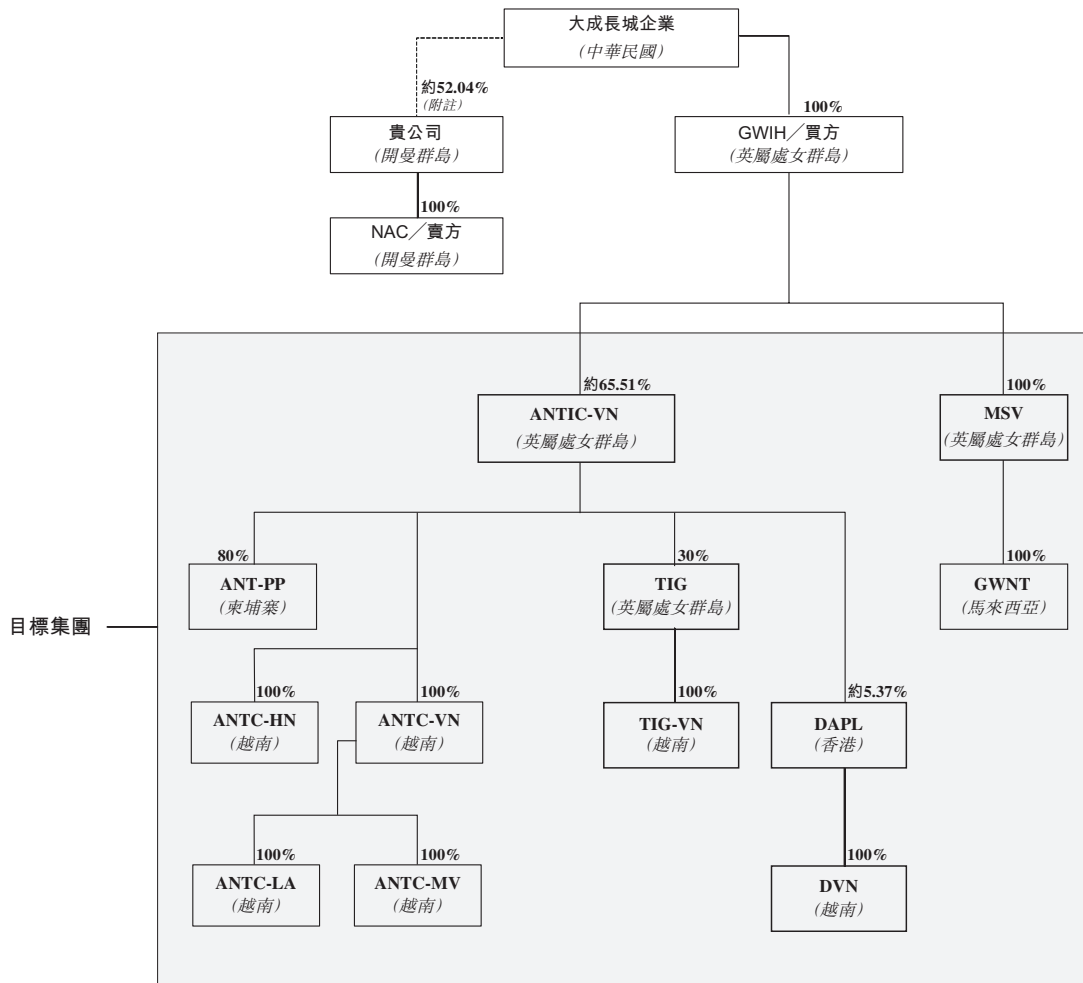 大成長城企業
(中華民國)
約52.04%
(附註)
100%
貴公司
(開曼群島)
GWIH／買方
(英屬處女群島)
100%
NAC／賣方
(開曼群島)
約65.51%
100%
ANTIC-VN
(英屬處女群島)
MSV
(英屬處女群島)
80%
30%
100%
ANT-PP
(柬埔寨)
TIG
(英屬處女群島)
GWNT
(馬來西亞)
目標集團
100%
100%
100%
約5.37%
ANTC-HN
(越南)
ANTC-VN
(越南)
TIG-VN
(越南)
DAPL
(香港)
100%
100%
100%
ANTC-LA
(越南)
ANTC-MV
(越南)
DVN
(越南)